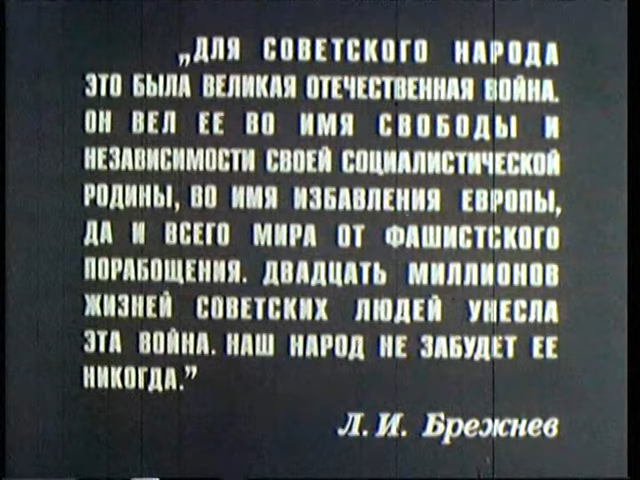 „ДЛЯ СОВЕТСКОГО НАРОДА
ЭТО БЫЛА ВЕЛИКАЯ ОТЕЧЕСТВЕННАЯ ВОЙНА.
ОН ВЕЛ ЕЕ ВО ИМЯ СВОБОДЫ И
НЕЗАВИСИМОСТИ СВОЕЙ СОЦИАЛИСТИЧЕСКОЙ
РОДИНЫ, ВО ИМЯ ИЗБАВЛЕНИЯ ЕВРОПЫ,
ДА И ВСЕГО МИРА ОТ ФАШИСТСКОГО
ПОРАБОЩЕНИЯ. ДВАДЦАТЬ МИЛЛИОНОВ
ЖИЗНЕЙ СОВЕТСКИХ ЛЮДЕЙ УНЕСЛА
ЭТА ВОЙНА. НАШ НАРОД НЕ ЗАБУДЕТ ЕЕ
НИКОГДА.”
Л. И. Брежнев